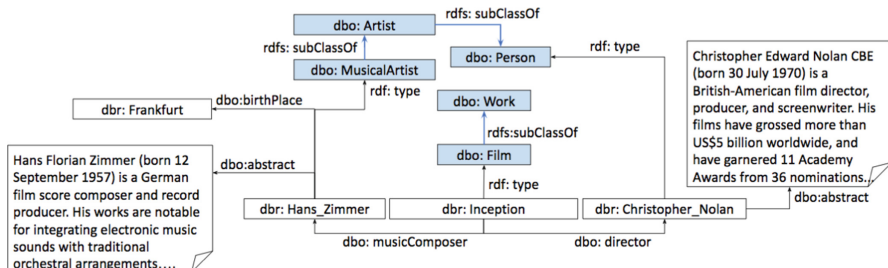 dbo: Artist
rdfs: subClassOf
rdfs: subClassOf
dbo: Person
rdf: type
dbo: MusicalArtist
rdf: type
dbo: Work
dbr: Frankfurt
dbo:birthPlace
rdfs:subClassOf
dbo: Film
rdf: type
Christopher Edward Nolan CBE
(born 30 July 1970) is a
British-American film director,
producer, and screenwriter. His
films have grossed more than
US$5 billion worldwide, and
have garnered 11 Academy
Awards from 36 nominations...
dbo:abstract
Hans Florian Zimmer (born 12
September 1957) is a German
film score composer and record
producer. His works are notable
for integrating electronic music
sounds with traditional
orchestral arrangements....
dbo:abstract
dbr: Hans_Zimmer
dbr: Inception
dbr: Christopher_Nolan
dbo: musicComposer
dbo: director